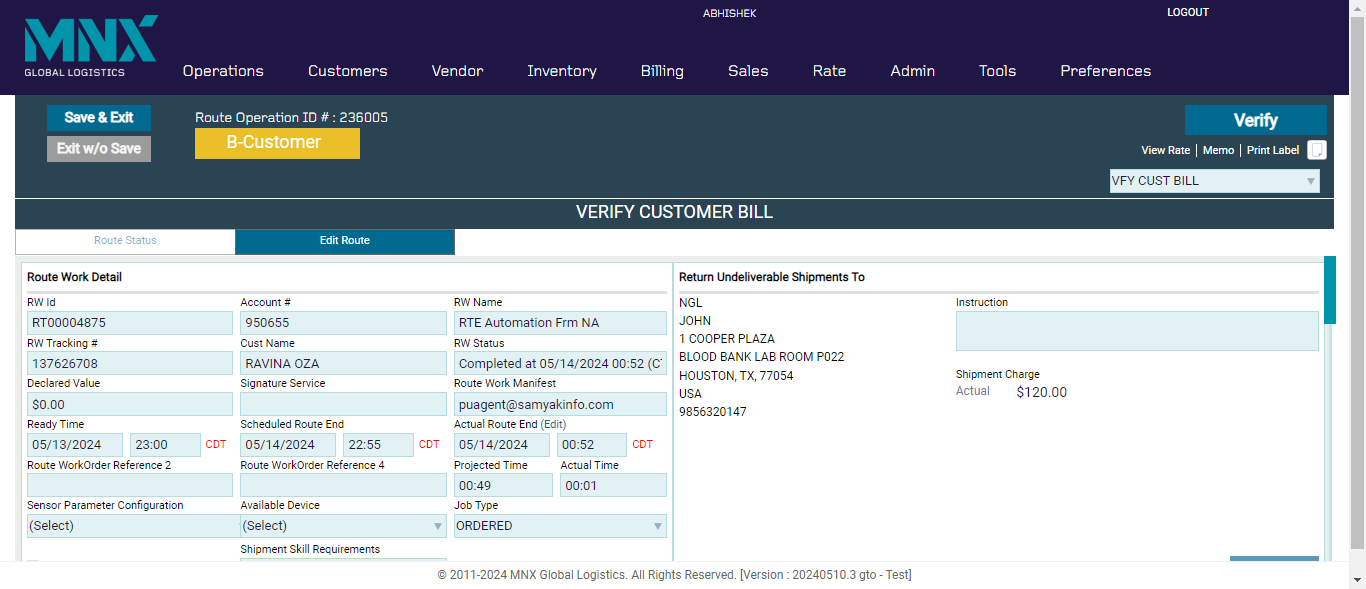 MNX
GLOBAL LOGISTICS
ABHISHEK
LOGOUT
Operations Customers Vendor Inventory Billing Sales Rate Admin Tools Preferences
Save & Exit
Exit w/o Save
Route Operation ID # : 236005
B-Customer
Verify
View Rate | Memo | Print Label
VFY CUST BILL
VERIFY CUSTOMER BILL
Route Status Edit Route
Route Work Detail
RW Id Account # RW Name
RT00004875 950655 RTE Automation Frm NA
RW Tracking # Cust Name RW Status
137626708 RAVINA OZA Completed at 05/14/2024 00:52 (C
Declared Value Signature Service Route Work Manifest
$0.00 puagent@samyakinfo.com
Ready Time Scheduled Route End Actual Route End (Edit)
05/13/2024 23:00 CDT 05/14/2024 22:55 CDT 05/14/2024 00:52 CDT
Route WorkOrder Reference 2 Route WorkOrder Reference 4 Projected Time Actual Time
00:49 00:01
Sensor Parameter Configuration Available Device Job Type
(Select) (Select) ORDERED
Shipment Skill Requirements
Return Undeliverable Shipments To
NGL
JOHN
1 COOPER PLAZA
BLOOD BANK LAB ROOM P022
HOUSTON, TX, 77054
USA
9856320147
Instruction
Shipment Charge
Actual $120.00
© 2011-2024 MNX Global Logistics. All Rights Reserved. [Version : 20240510.3 gto - Test]